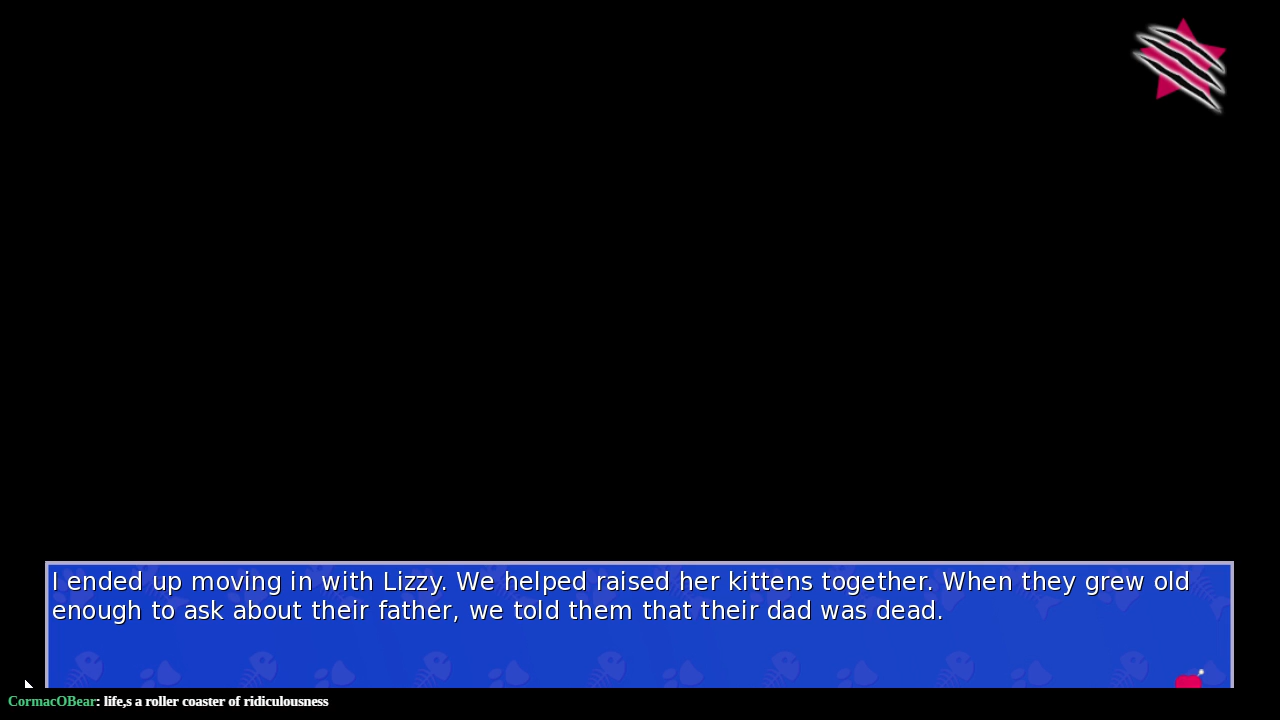 I ended up moving in with Lizzy. We helped raised her kittens together. When they grew old
enough to ask about their father, we told them that their dad was dead.
CormacOBear: life,s a roller coaster of ridiculousness